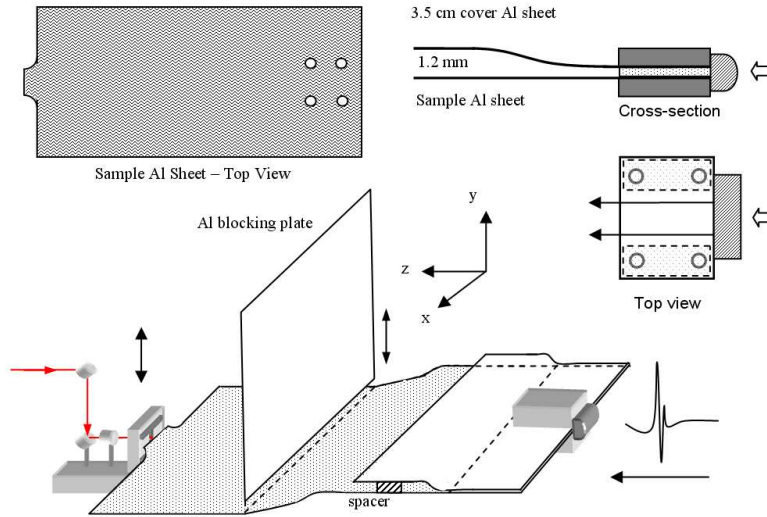 3.5 cm cover Al sheet
1.2 mm
Sample Al sheet
Cross-section
Sample Al Sheet – Top View
Al blocking plate
y
z
x
Top view
spacer